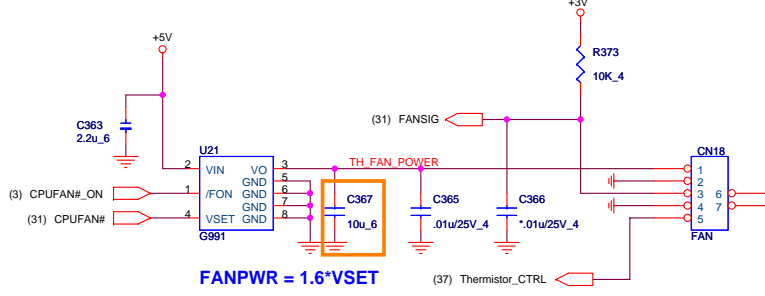 +3V
+5V
R373
10K_4
(31) FANSIG
C363
2.2u_6
U21
CN18
2 VIN VO 3 TH_FAN_POWER 1
GND 5 2
(3) CPUFAN#_ON 1 /FON GND 6 3 6
GND 7 4 7
(31) CPUFAN# 4 VSET GND 8 5
G991
C367
10u_6
C365
.01u/25V_4
C366
*.01u/25V_4
FAN
FANPWR = 1.6*VSET
(37) Thermistor_CTRL